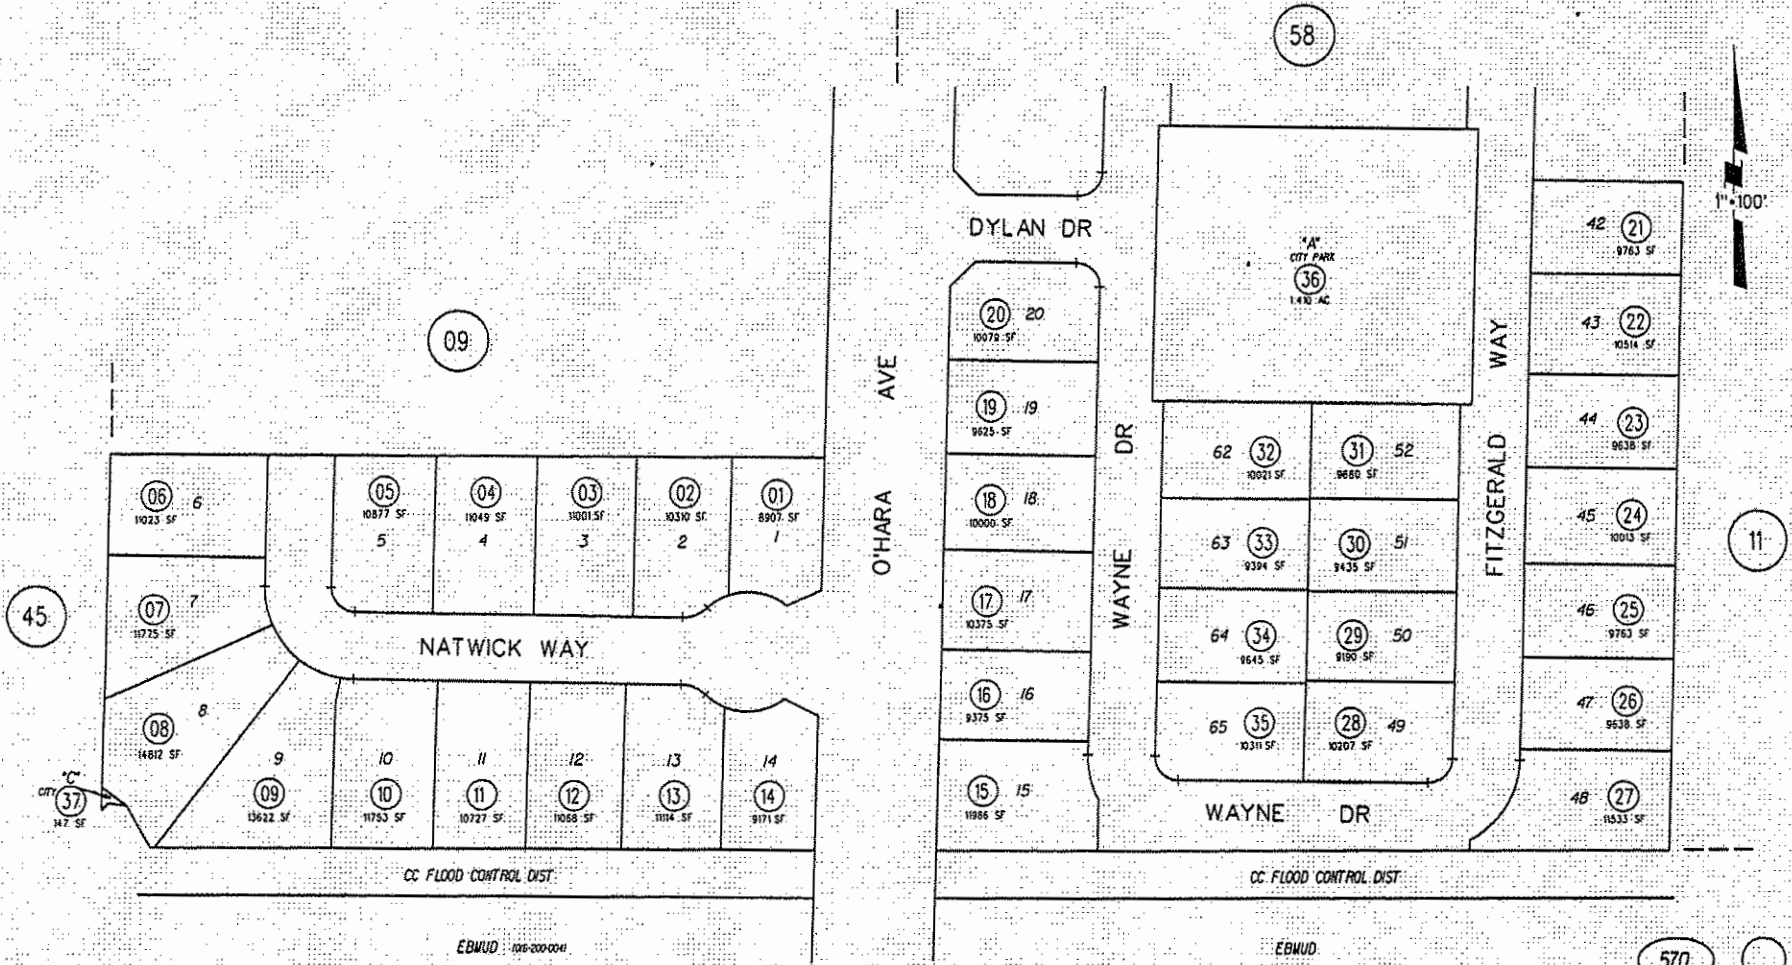 58
1"=100'
42 21
9763 SF
DYLAN DR
"A"
CITY PARK
36
1.410 AC
20 20
10079 SF
43 22
10514 SF
09
AVE
WAY
19 19
9625 SF
44 23
9638 SF
DR
62 32
10021 SF
31 52
9680 SF
FITZGERALD
06 6
11023 SF
05
10877 SF
5
04
11049 SF
4
03
11001 SF
3
02
10310 SF
2
01
8907 SF
1
O'HARA
18 18
10000 SF
45 24
10013 SF
11
63 33
9394 SF
30 51
9435 SF
WAYNE
45
07 7
11725 SF
17 17
10375 SF
46 25
9763 SF
NATWICK WAY
64 34
9645 SF
29 50
9190 SF
16 16
9375 SF
47 26
9638 SF
08 8
14812 SF
65 35
10311 SF
28 49
10207 SF
"C"
CITY 37
147 SF
9
09
13622 SF
10
10
11753 SF
11
11
10727 SF
12
12
11068 SF
13
13
11114 SF
14
14
9171 SF
15 15
11986 SF
WAYNE DR
48 27
11533 SF
CC FLOOD CONTROL DIST
CC FLOOD CONTROL DIST
EBMUD
EBMUD
570